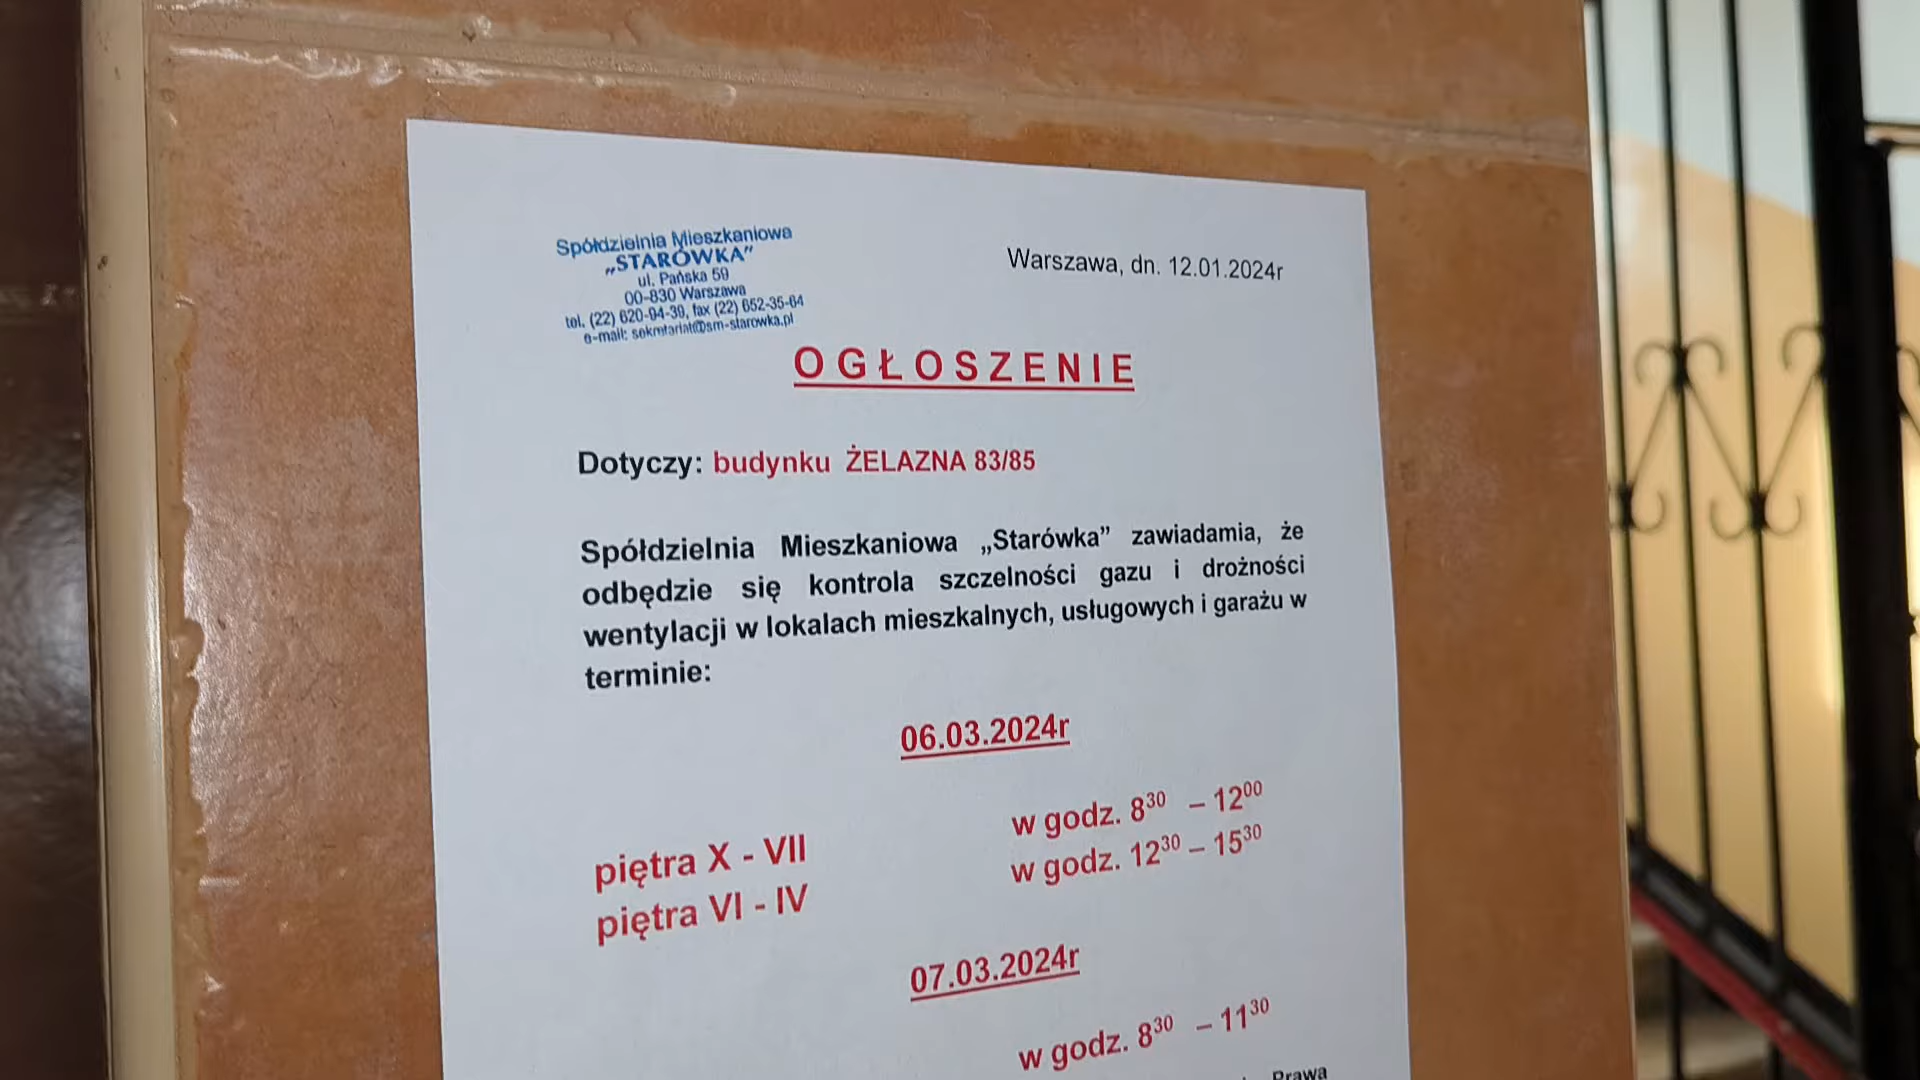 Spółdzielnia Mieszkaniowa
„STARÓWKA”
ul. Pańska 59
00-830 Warszawa
tel. (22) 620-94-39, fax (22) 652-35-64
e-mail: sekretariat@sm-starowka.pl
Warszawa, dn. 12.01.2024r
OGŁOSZENIE
Dotyczy: budynku ŻELAZNA 83/85
Spółdzielnia Mieszkaniowa „Starówka” zawiadamia, że
odbędzie się kontrola szczelności gazu i drożności
wentylacji w lokalach mieszkalnych, usługowych i garażu w
terminie:
06.03.2024r
piętra X - VII w godz. 8³⁰ – 12⁰⁰
piętra VI - IV w godz. 12³⁰ – 15³⁰
07.03.2024r
w godz. 8³⁰ – 11³⁰
Prawa